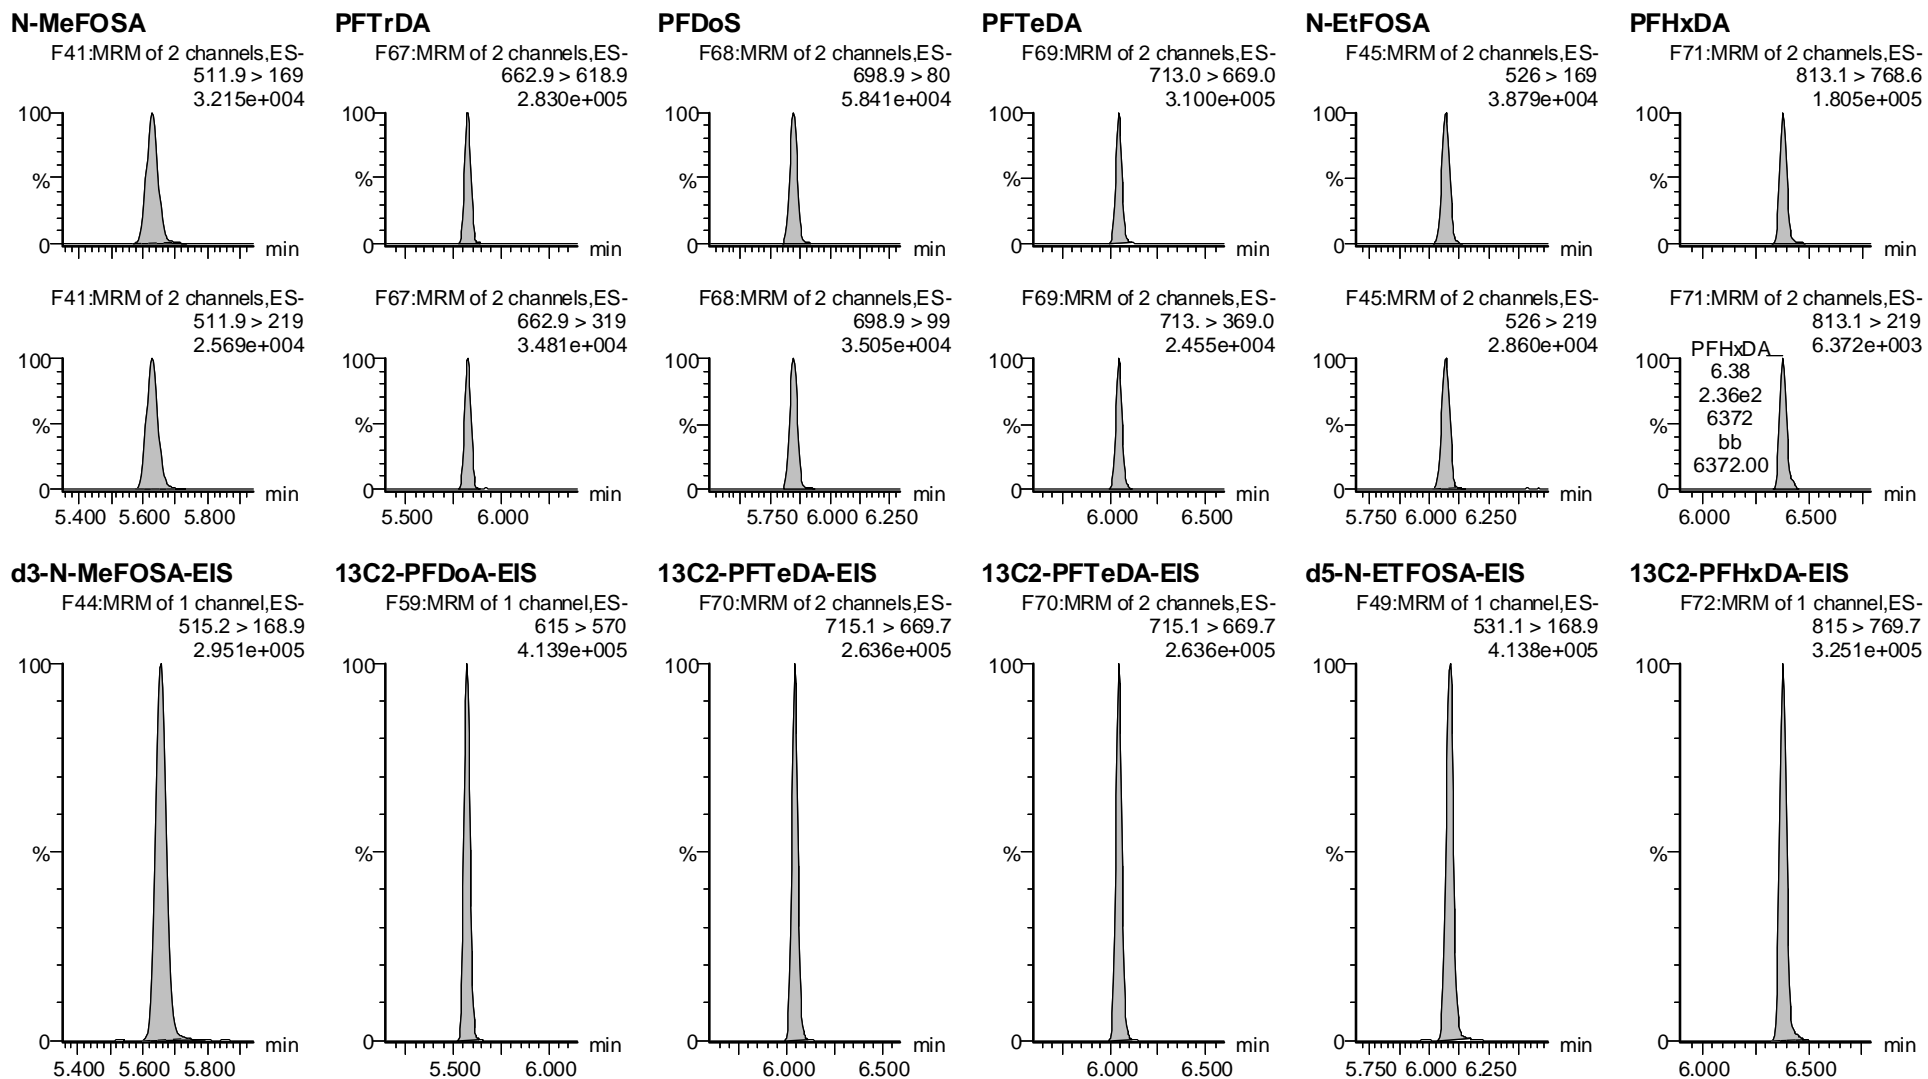 N-MeFOSA
F41:MRM of 2 channels,ES-
511.9 > 169
3.215e+004
100
%
0
min
PFTrDA
F67:MRM of 2 channels,ES-
662.9 > 618.9
2.830e+005
100
%
0
min
PFDoS
F68:MRM of 2 channels,ES-
698.9 > 80
5.841e+004
100
%
0
min
PFTeDA
F69:MRM of 2 channels,ES-
713.0 > 669.0
3.100e+005
100
%
0
min
N-EtFOSA
F45:MRM of 2 channels,ES-
526 > 169
3.879e+004
100
%
0
min
PFHxDA
F71:MRM of 2 channels,ES-
813.1 > 768.6
1.805e+005
100
%
0
min
F41:MRM of 2 channels,ES-
511.9 > 219
2.569e+004
100
%
0
min
5.400 5.600 5.800
F67:MRM of 2 channels,ES-
662.9 > 319
3.481e+004
100
%
0
min
5.500 6.000
F68:MRM of 2 channels,ES-
698.9 > 99
3.505e+004
100
%
0
min
5.750 6.000 6.250
F69:MRM of 2 channels,ES-
713. > 369.0
2.455e+004
100
%
0
min
6.000 6.500
F45:MRM of 2 channels,ES-
526 > 219
2.860e+004
100
%
0
min
5.750 6.000 6.250
F71:MRM of 2 channels,ES-
813.1 > 219
6.372e+003
100
PFHxDA
6.38
2.36e2
6372
bb
6372.00
%
0
min
6.000 6.500
d3-N-MeFOSA-EIS
F44:MRM of 1 channel,ES-
515.2 > 168.9
2.951e+005
100
%
0
min
5.400 5.600 5.800
13C2-PFDoA-EIS
F59:MRM of 1 channel,ES-
615 > 570
4.139e+005
100
%
0
min
5.500 6.000
13C2-PFTeDA-EIS
F70:MRM of 2 channels,ES-
715.1 > 669.7
2.636e+005
100
%
0
min
6.000 6.500
13C2-PFTeDA-EIS
F70:MRM of 2 channels,ES-
715.1 > 669.7
2.636e+005
100
%
0
min
6.000 6.500
d5-N-ETFOSA-EIS
F49:MRM of 1 channel,ES-
531.1 > 168.9
4.138e+005
100
%
0
min
5.750 6.000 6.250
13C2-PFHxDA-EIS
F72:MRM of 1 channel,ES-
815 > 769.7
3.251e+005
100
%
0
min
6.000 6.500